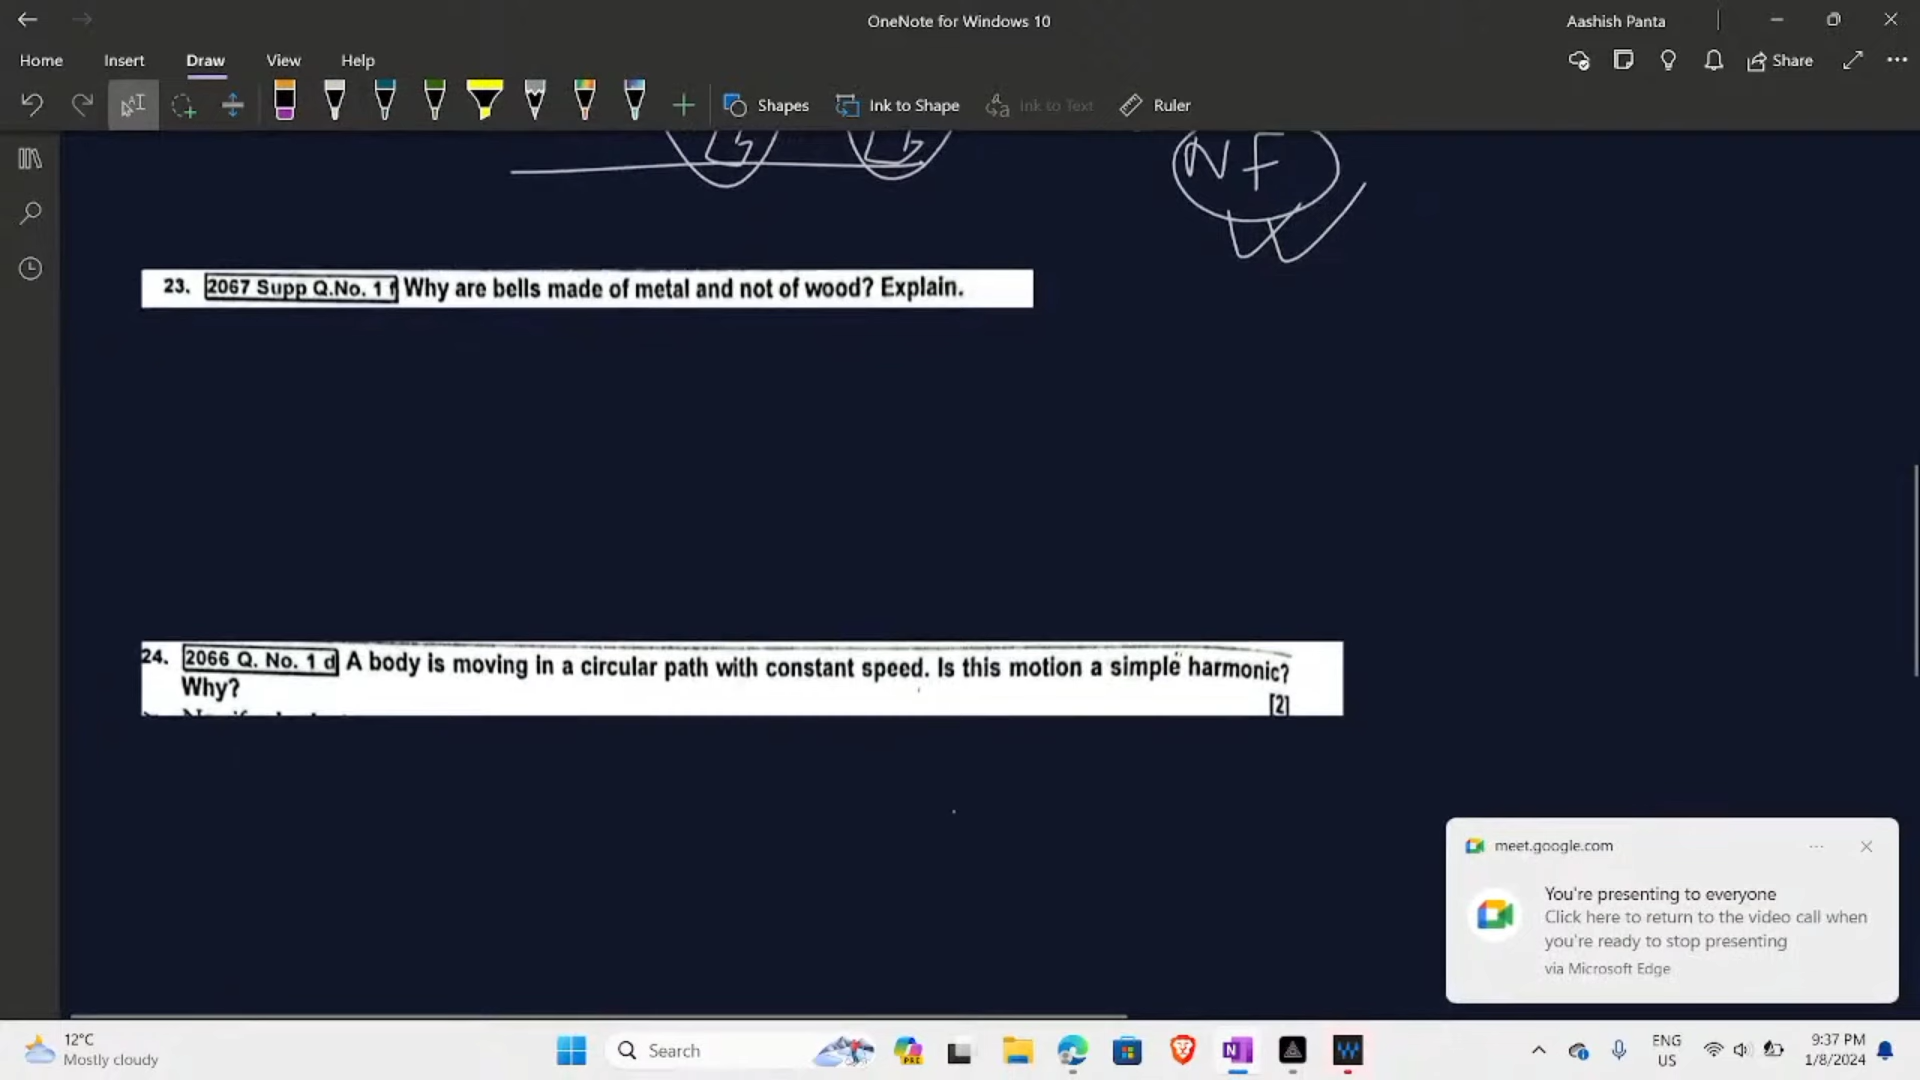 OneNote for Windows 10
Aashish Panta
Home
Insert
Draw
View
Help
Share
Shapes
Ink to Shape
Ink to Text
Ruler
NF
23. 2067 Supp Q.No. 1 f Why are bells made of metal and not of wood? Explain.
24. 2066 Q. No. 1 d A body is moving in a circular path with constant speed. Is this motion a simple harmonic?
Why?
[2]
meet.google.com
You're presenting to everyone
Click here to return to the video call when
you're ready to stop presenting
via Microsoft Edge
12°C
Mostly cloudy
Search
PRE
ENG
US
9:37 PM
1/8/2024